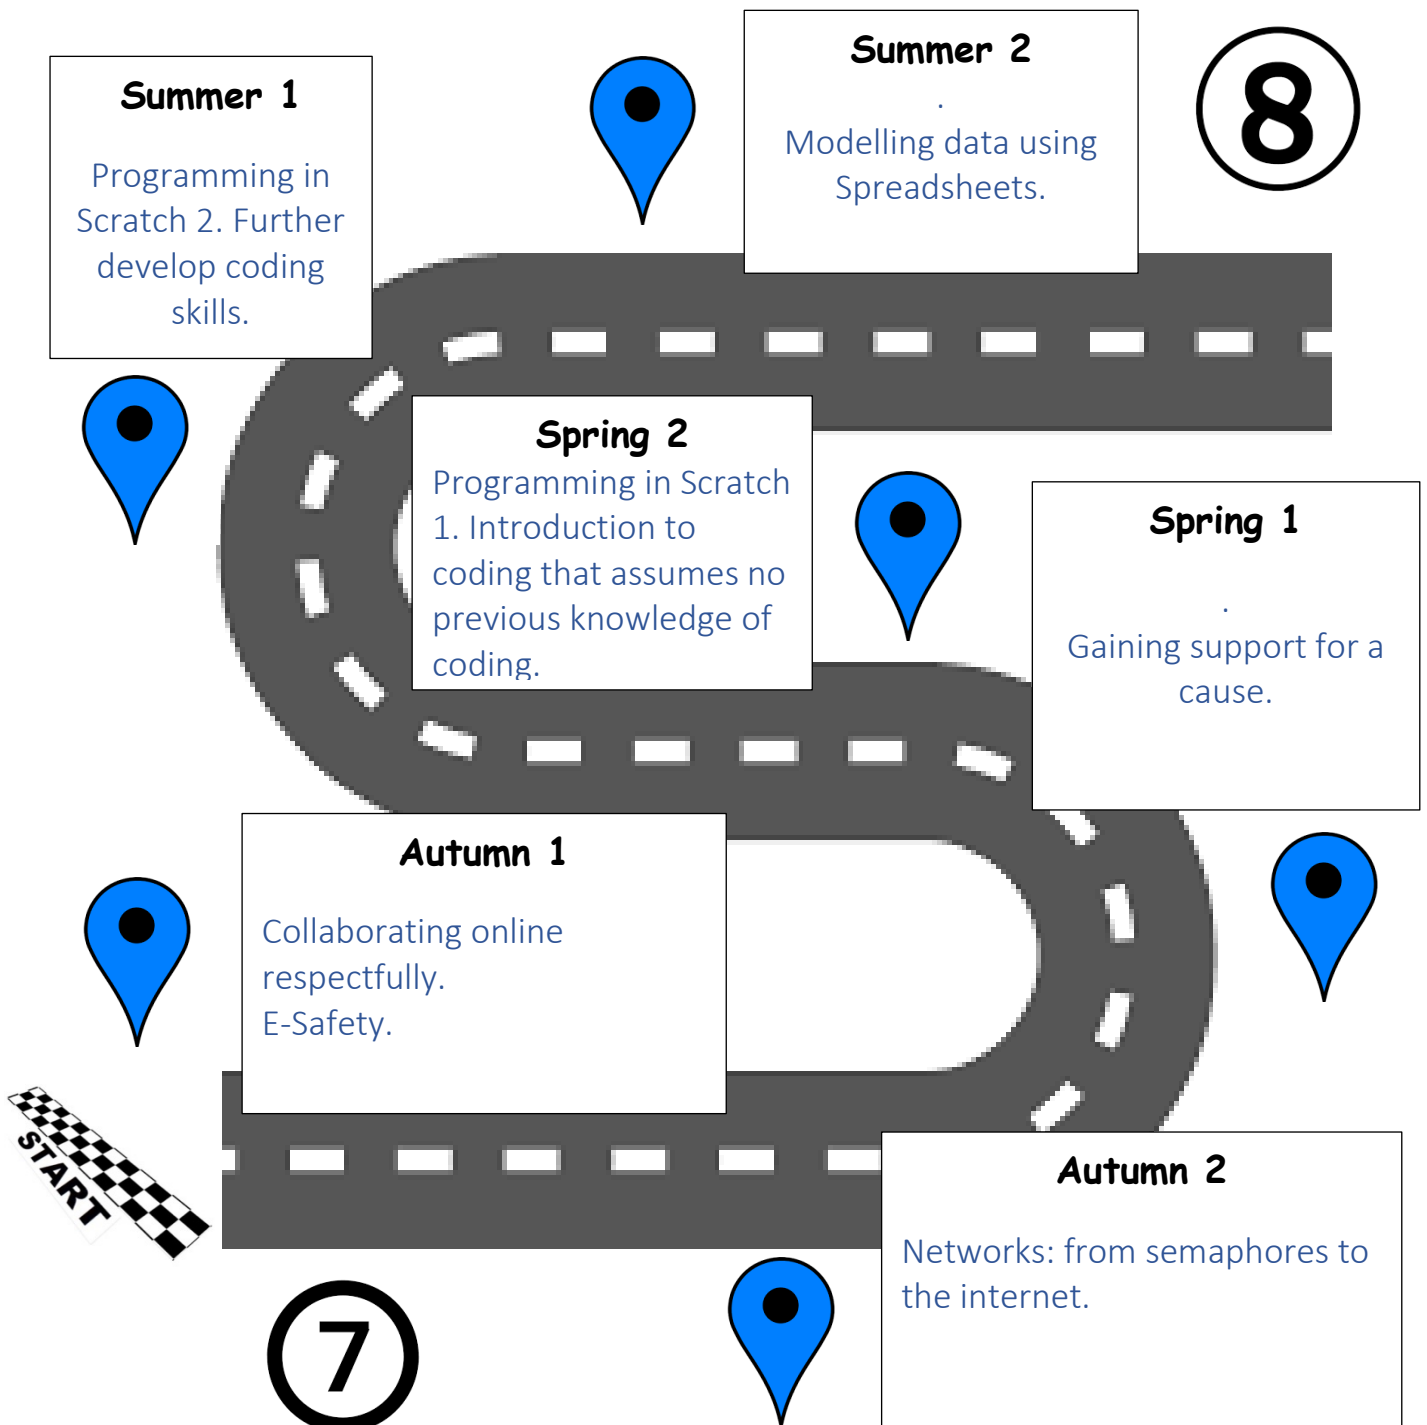 Summer 2
.
Modelling data using
Spreadsheets.
8
Summer 1
Programming in
Scratch 2. Further
develop coding
skills.
Spring 2
Programming in Scratch
1. Introduction to
coding that assumes no
previous knowledge of
coding.
Spring 1
.
Gaining support for a
cause.
Autumn 1
Collaborating online
respectfully.
E-Safety.
START
Autumn 2
Networks: from semaphores to
the internet.
7